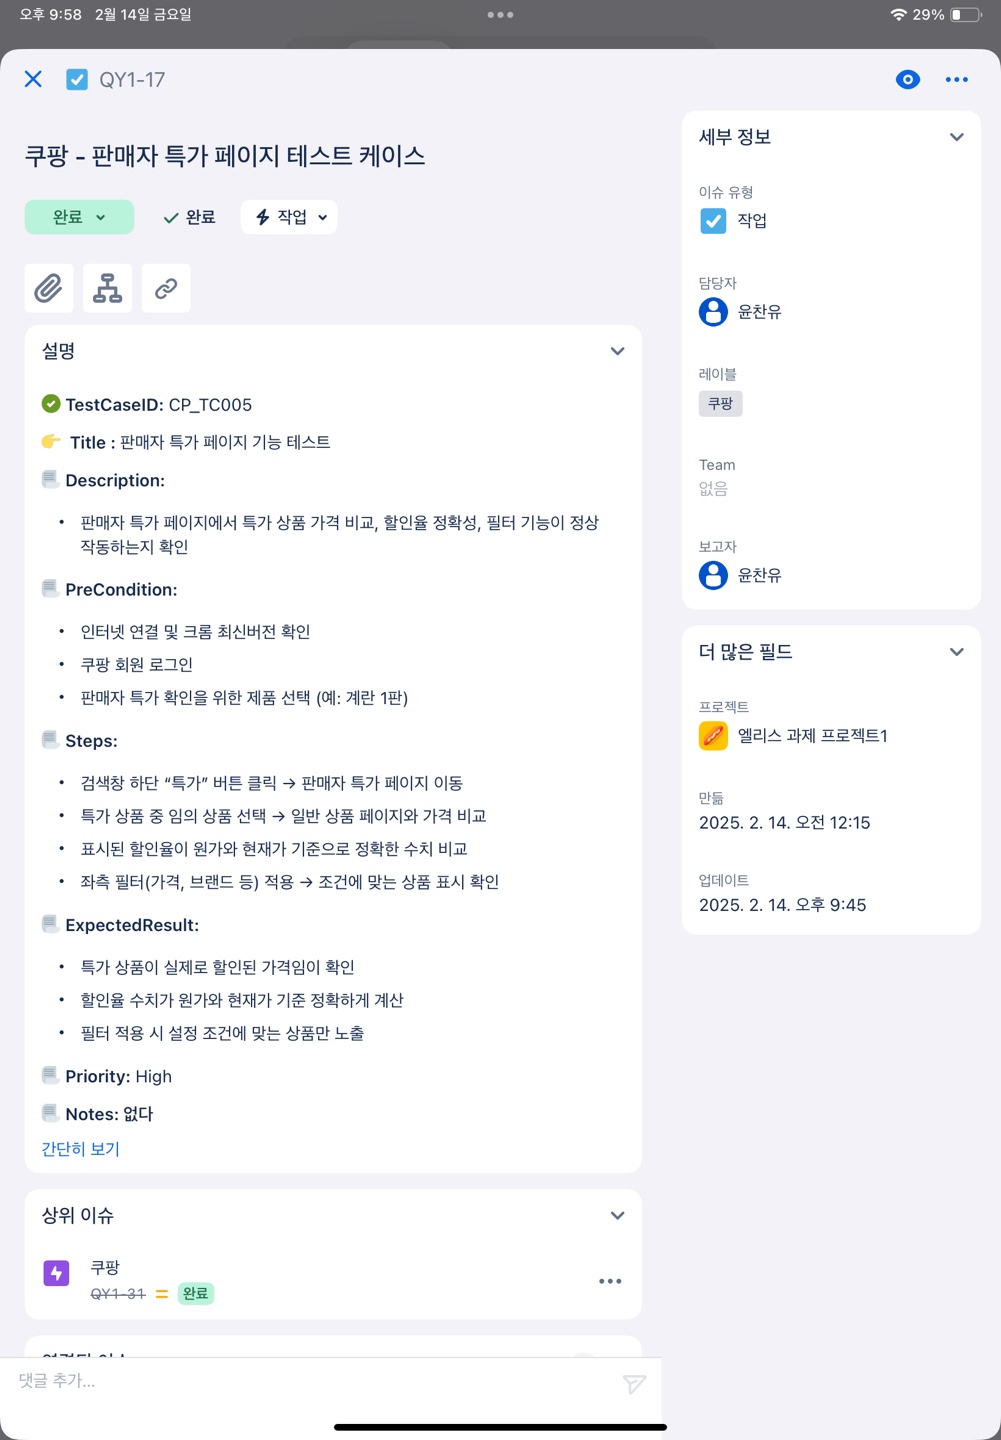 오후 9:58 2월 14일 금요일
29%
QY1-17
쿠팡 - 판매자 특가 페이지 테스트 케이스
완료
완료
작업
설명
TestCaseID: CP_TC005
Title : 판매자 특가 페이지 기능 테스트
Description:
• 판매자 특가 페이지에서 특가 상품 가격 비교, 할인율 정확성, 필터 기능이 정상
작동하는지 확인
PreCondition:
• 인터넷 연결 및 크롬 최신버전 확인
• 쿠팡 회원 로그인
• 판매자 특가 확인을 위한 제품 선택 (예: 계란 1판)
Steps:
• 검색창 하단 “특가” 버튼 클릭 → 판매자 특가 페이지 이동
• 특가 상품 중 임의 상품 선택 → 일반 상품 페이지와 가격 비교
• 표시된 할인율이 원가와 현재가 기준으로 정확한 수치 비교
• 좌측 필터(가격, 브랜드 등) 적용 → 조건에 맞는 상품 표시 확인
ExpectedResult:
• 특가 상품이 실제로 할인된 가격임이 확인
• 할인율 수치가 원가와 현재가 기준 정확하게 계산
• 필터 적용 시 설정 조건에 맞는 상품만 노출
Priority: High
Notes: 없다
간단히 보기
상위 이슈
쿠팡
QY1-31 완료
댓글 추가...
세부 정보
이슈 유형
작업
담당자
윤찬유
레이블
쿠팡
Team
없음
보고자
윤찬유
더 많은 필드
프로젝트
엘리스 과제 프로젝트1
만듦
2025. 2. 14. 오전 12:15
업데이트
2025. 2. 14. 오후 9:45